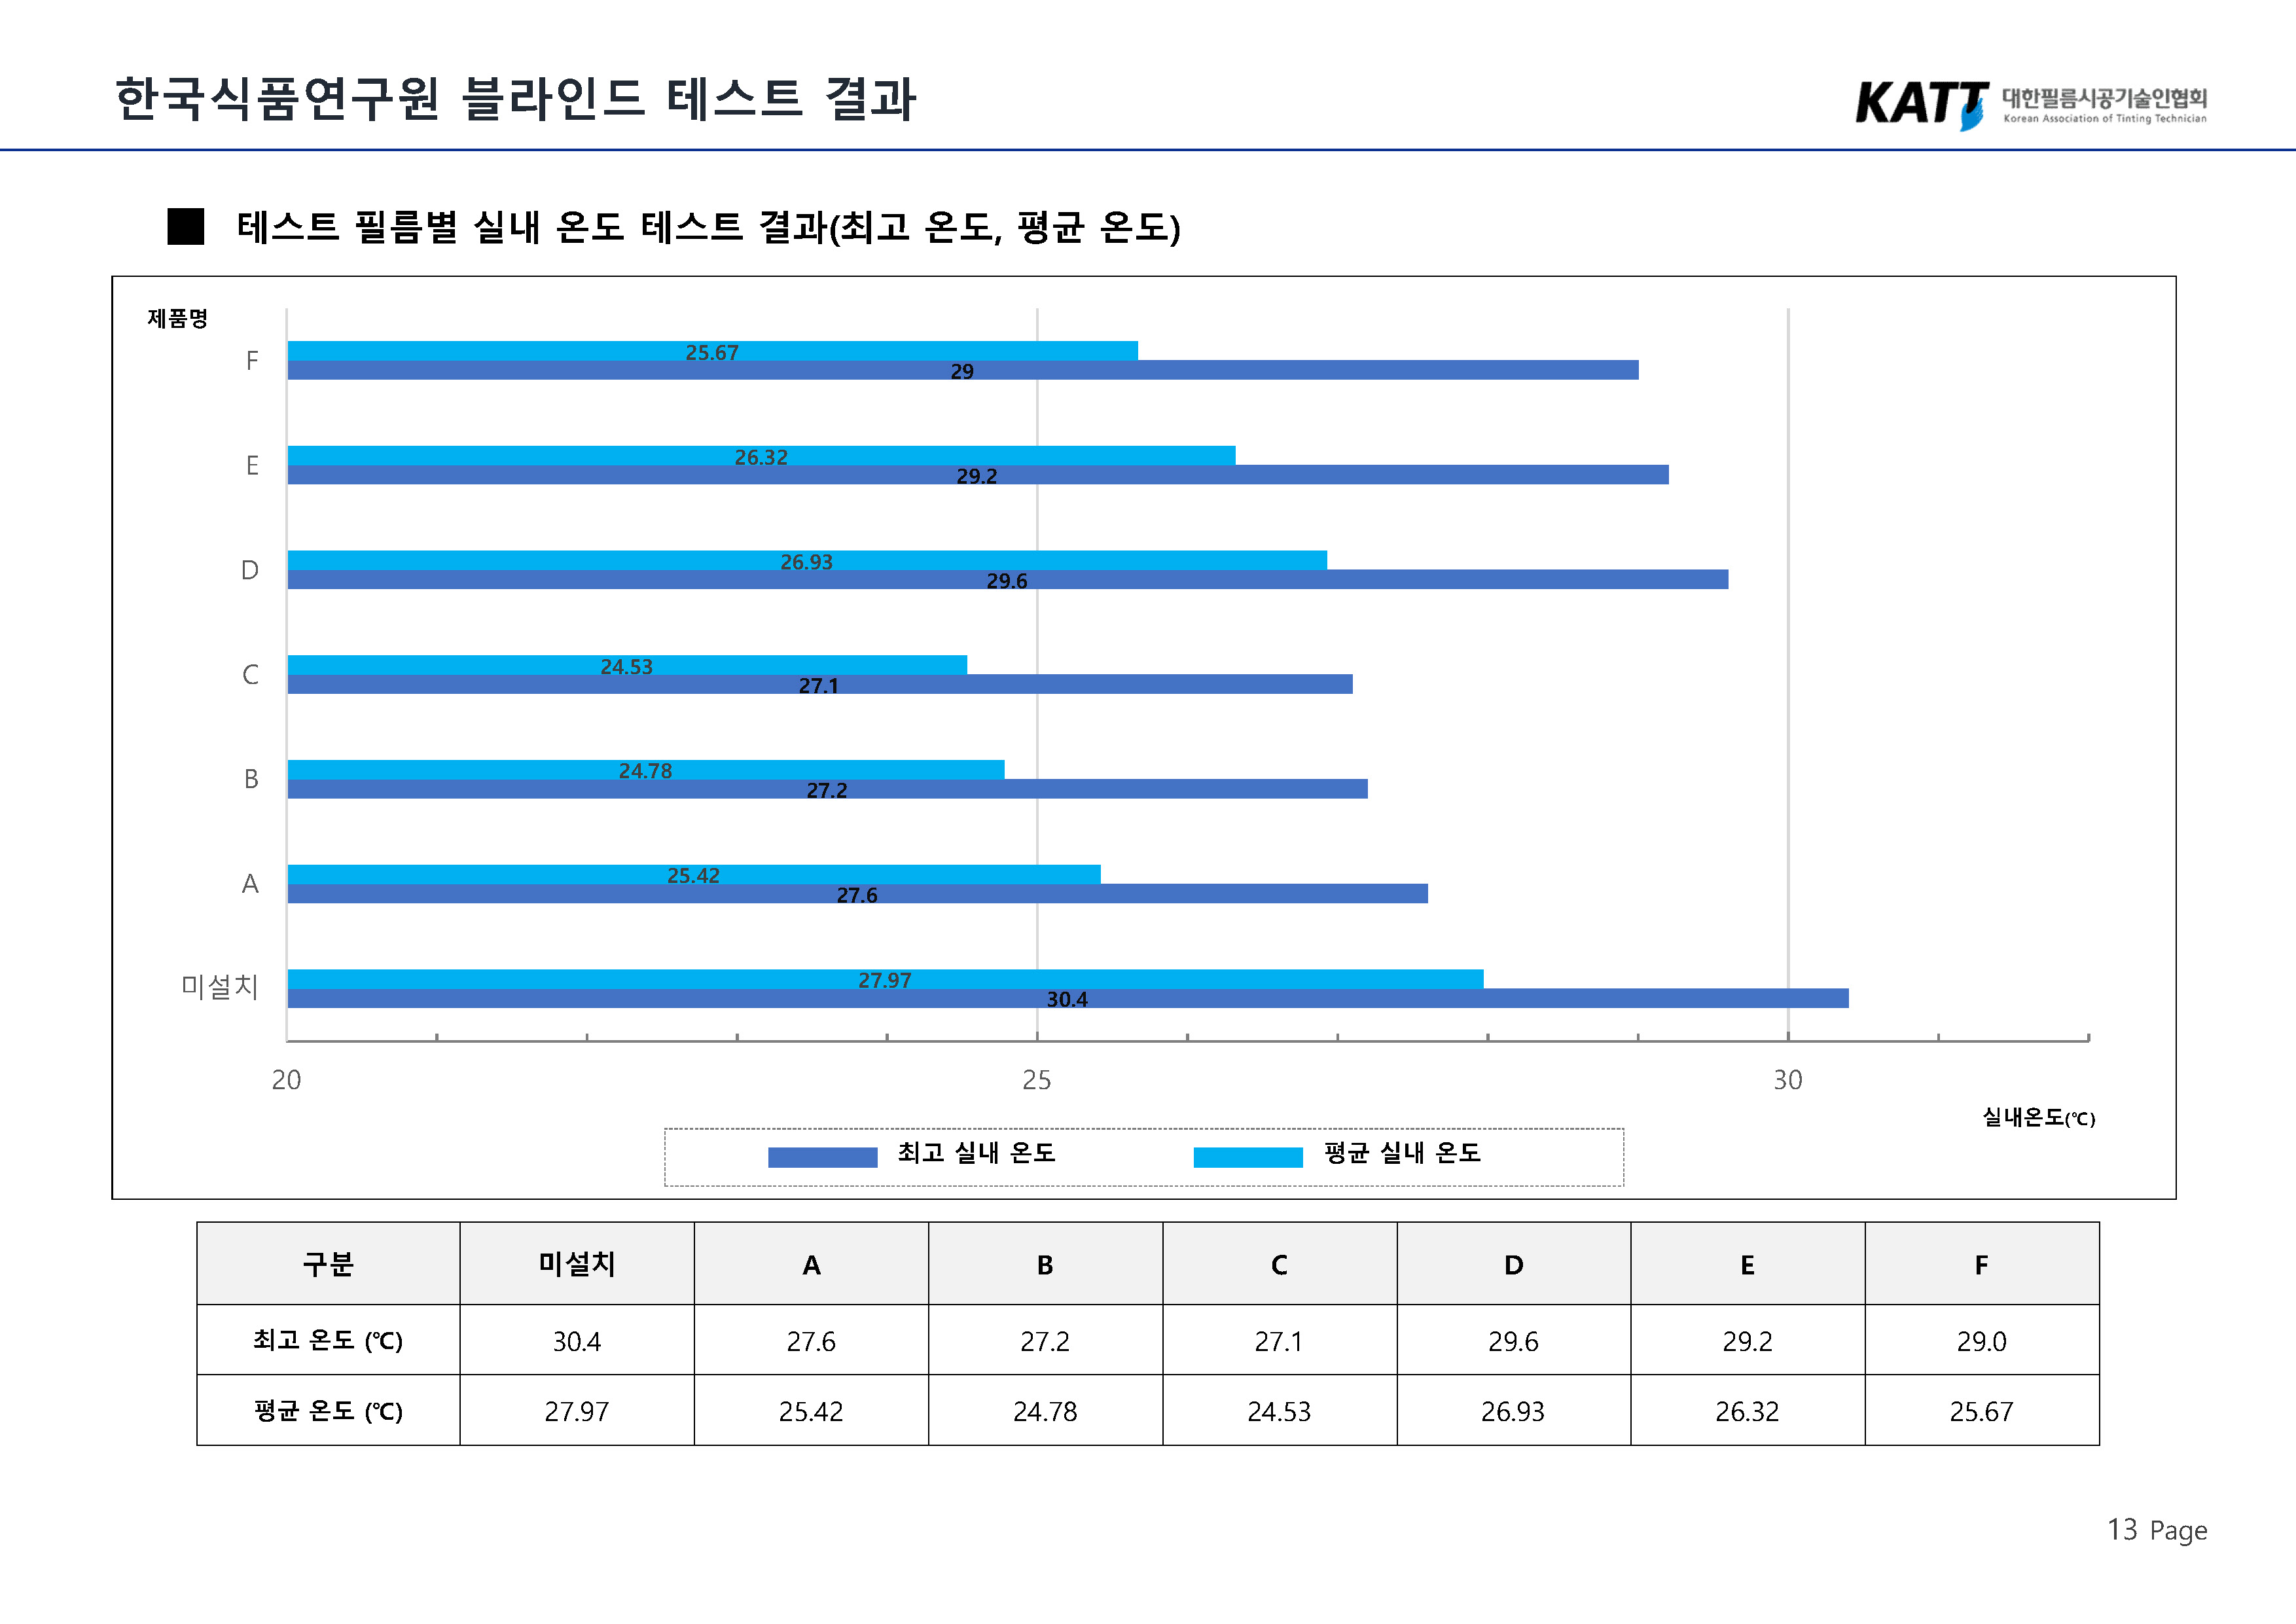 한국식품연구원 블라인드 테스트 결과
KATT 대한필름시공기술인협회
Korean Association of Tinting Technician
■ 테스트 필름별 실내 온도 테스트 결과(최고 온도, 평균 온도)
제품명
F 25.67
29
E 26.32
29.2
D 26.93
29.6
C 24.53
27.1
B 24.78
27.2
A 25.42
27.6
미설치 27.97
30.4
20 25 30
실내온도(℃)
최고 실내 온도 평균 실내 온도
구분 미설치 A B C D E F
최고 온도 (℃) 30.4 27.6 27.2 27.1 29.6 29.2 29.0
평균 온도 (℃) 27.97 25.42 24.78 24.53 26.93 26.32 25.67
13 Page